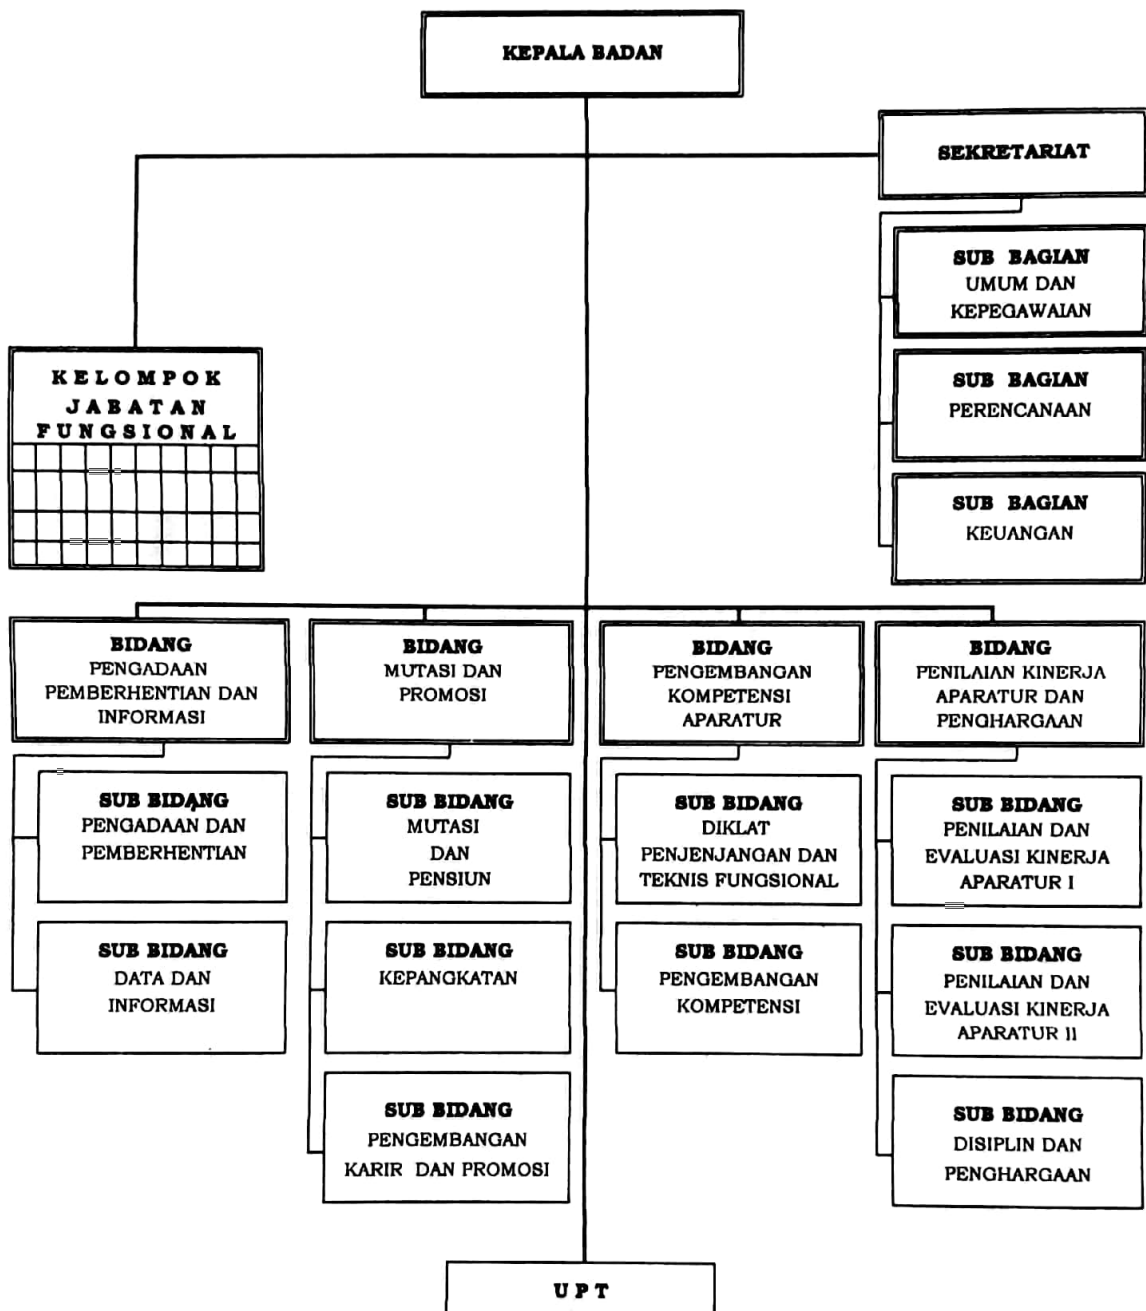 KEPALA BADAN
SEKRETARIAT
SUB BAGIAN
UMUM DAN
KEPEGAWAIAN
SUB BAGIAN
PERENCANAAN
SUB BAGIAN
KEUANGAN
KELOMPOK
JABATAN
FUNGSIONAL
BIDANG
PENGADAAN
PEMBERHENTIAN DAN
INFORMASI
SUB BIDANG
PENGADAAN DAN
PEMBERHENTIAN
SUB BIDANG
DATA DAN
INFORMASI
BIDANG
MUTASI DAN
PROMOSI
SUB BIDANG
MUTASI
DAN
PENSIUN
SUB BIDANG
KEPANGKATAN
SUB BIDANG
PENGEMBANGAN
KARIR DAN PROMOSI
BIDANG
PENGEMBANGAN
KOMPETENSI
APARATUR
SUB BIDANG
DIKLAT
PENJENJANGAN DAN
TEKNIS FUNGSIONAL
SUB BIDANG
PENGEMBANGAN
KOMPETENSI
BIDANG
PENILAIAN KINERJA
APARATUR DAN
PENGHARGAAN
SUB BIDANG
PENILAIAN DAN
EVALUASI KINERJA
APARATUR I
SUB BIDANG
PENILAIAN DAN
EVALUASI KINERJA
APARATUR II
SUB BIDANG
DISIPLIN DAN
PENGHARGAAN
UPT